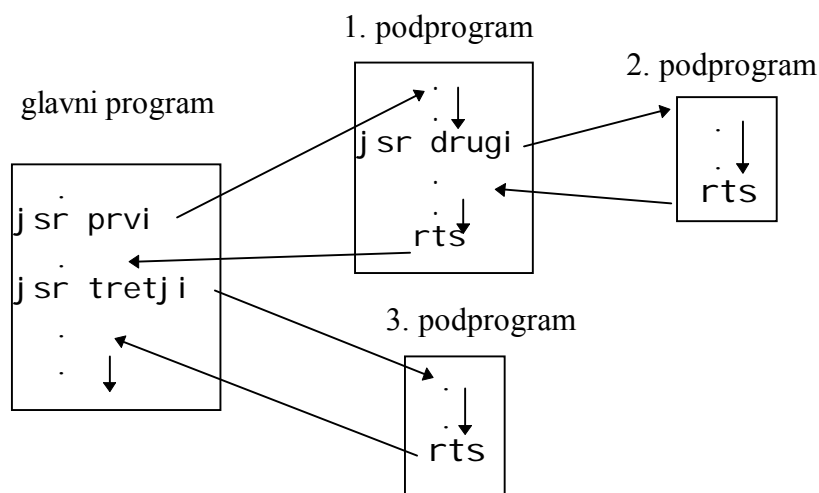 glavni program
.
jsr prvi
.
jsr tretji
.
.
1. podprogram
.
.
jsr drugi
.
.
rts
2. podprogram
.
.
rts
3. podprogram
.
.
rts